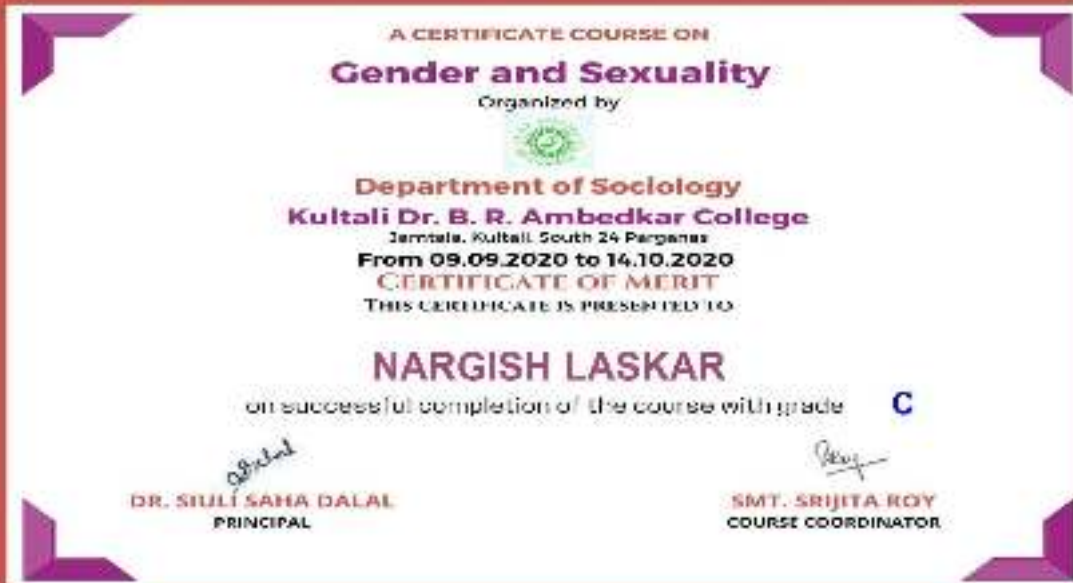 A CERTIFICATE COURSE ON
Gender and Sexuality
Organized by
Department of Sociology
Kultali Dr. B. R. Ambedkar College
Jamtala, Kultali, South 24 Parganas
From 09.09.2020 to 14.10.2020
CERTIFICATE OF MERIT
THIS CERTIFICATE IS PRESENTED TO
NARGISH LASKAR
on successful completion of the course with grade C
DR. SIULI SAHA DALAL
PRINCIPAL
SMT. SRIJITA ROY
COURSE COORDINATOR